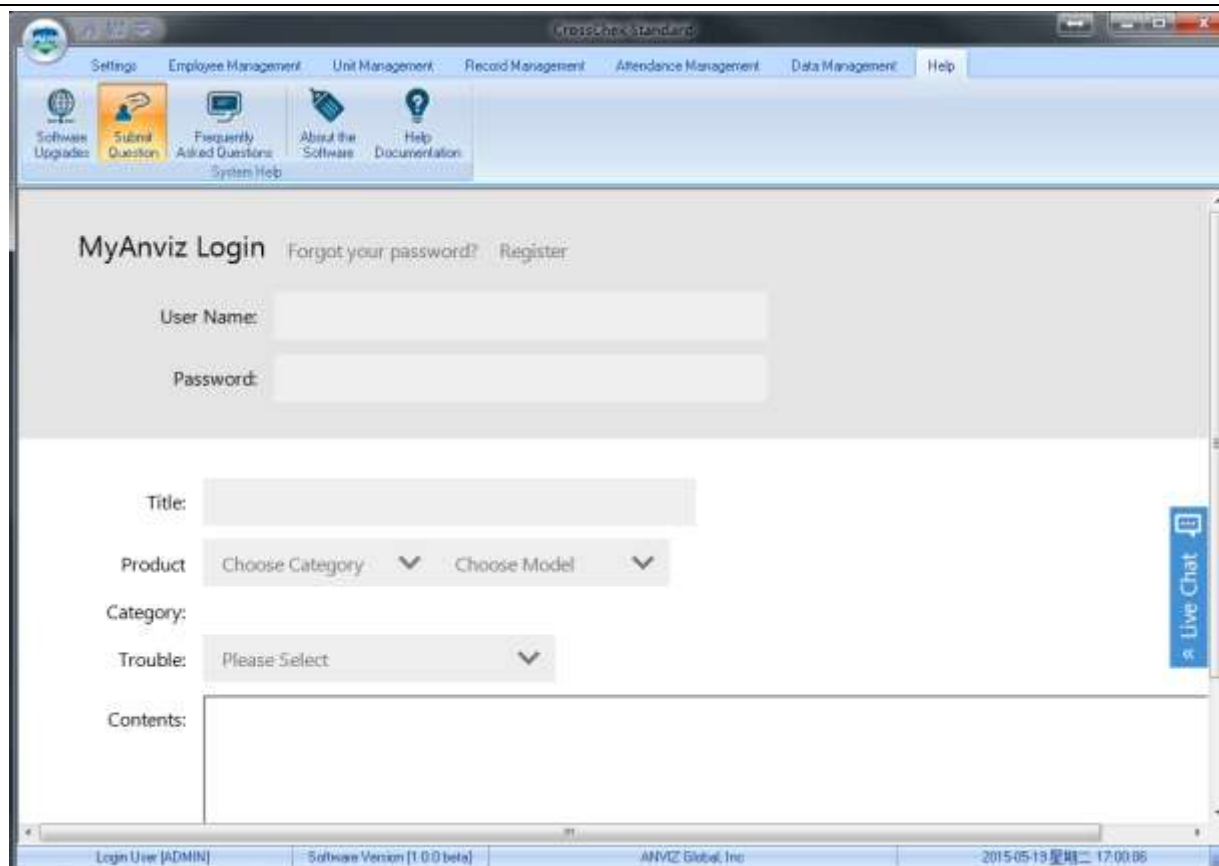 CrossChex Standard
Settings Employee Management Unit Management Record Management Attendance Management Data Management Help
Software Upgrades
Submit Question
Frequently Asked Questions
About the Software
Help Documentation
System Help
MyAnviz Login Forgot your password? Register
User Name:
Password:
Title:
Product Choose Category Choose Model
Category:
Trouble: Please Select
Contents:
« Live Chat
Login User [ADMIN] Software Version [1.0.0 beta] ANVIZ Global, Inc 2015-05-19 星期二 17:00:06